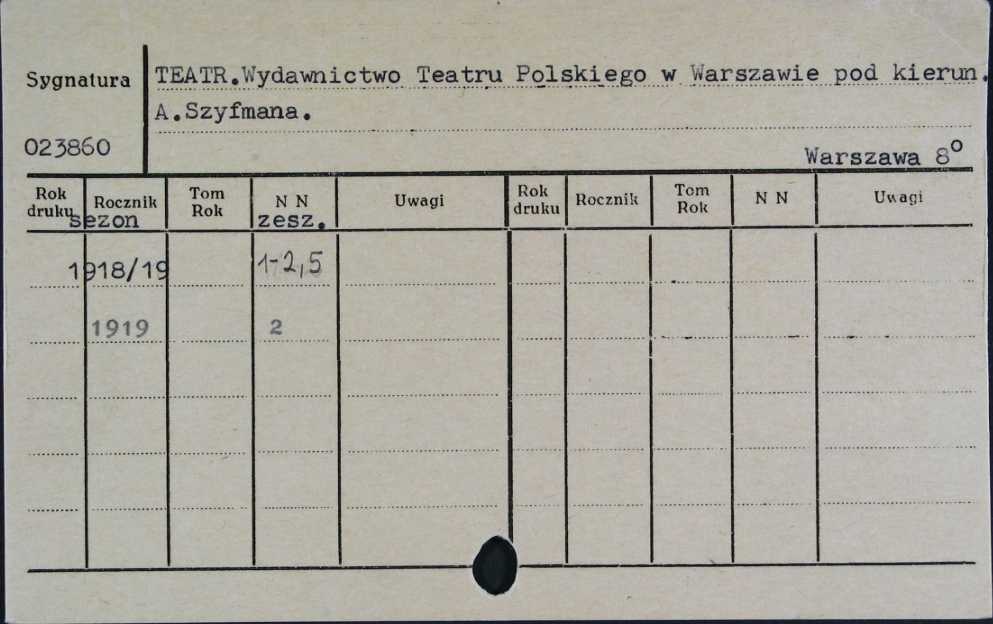 Sygnatura
TEATR.Wydawnictwo Teatru Polskiego w Warszawie pod kierun.
A.Szyfmana.
023860
Warszawa 8º
Rok druku Rocznik Tom Rok N N Uwagi Rok druku Rocznik Tom Rok N N Uwagi
sezon zesz.
1918/19 1-2,5
1919 2